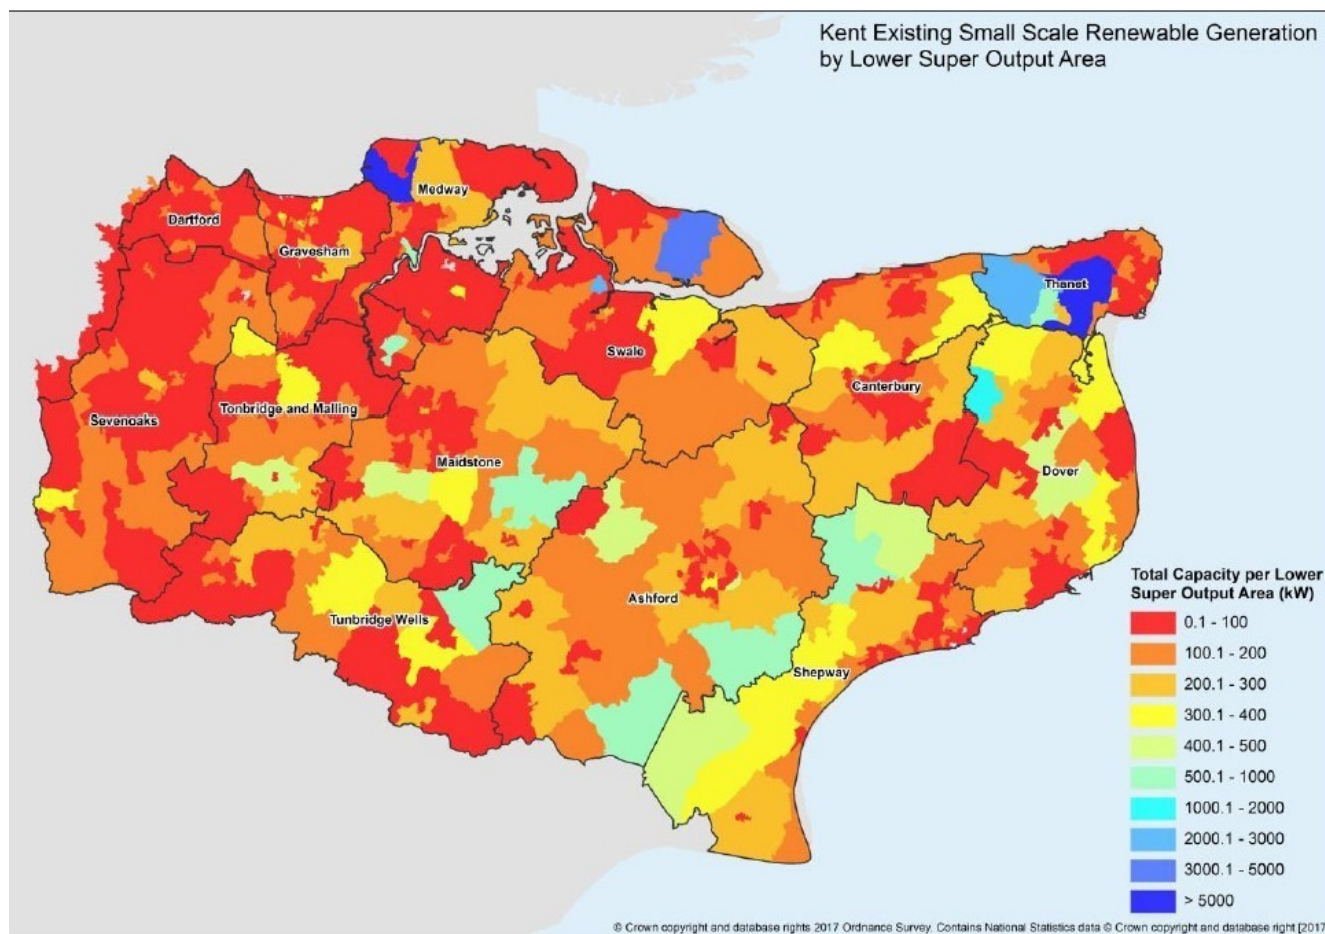 Kent Existing Small Scale Renewable Generation
by Lower Super Output Area
Medway
Dartford
Gravesham
Thanet
Swale
Canterbury
Tonbridge and Malling
Sevenoaks
Maidstone
Dover
Ashford
Tunbridge Wells
Shepway
Total Capacity per Lower
Super Output Area (kW)
0.1 - 100
100.1 - 200
200.1 - 300
300.1 - 400
400.1 - 500
500.1 - 1000
1000.1 - 2000
2000.1 - 3000
3000.1 - 5000
> 5000
© Crown copyright and database rights 2017 Ordnance Survey. Contains National Statistics data © Crown copyright and database right [2017